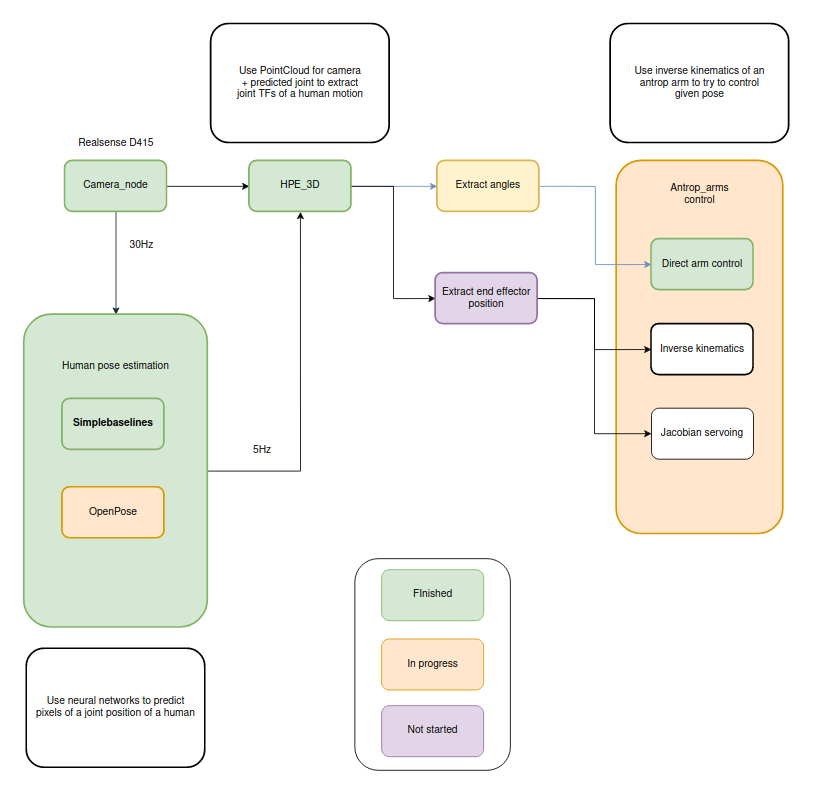 Use PointCloud for camera
+ predicted joint to extract
joint TFs of a human motion
Use inverse kinematics of an
antrop arm to try to control
given pose
Realsense D415
Camera_node
HPE_3D
Extract angles
Antrop_arms
control
30Hz
Direct arm control
Extract end effector
position
Inverse kinematics
Human pose estimation
Simplebaselines
Jacobian servoing
5Hz
OpenPose
FInished
In progress
Not started
Use neural networks to predict
pixels of a joint position of a human